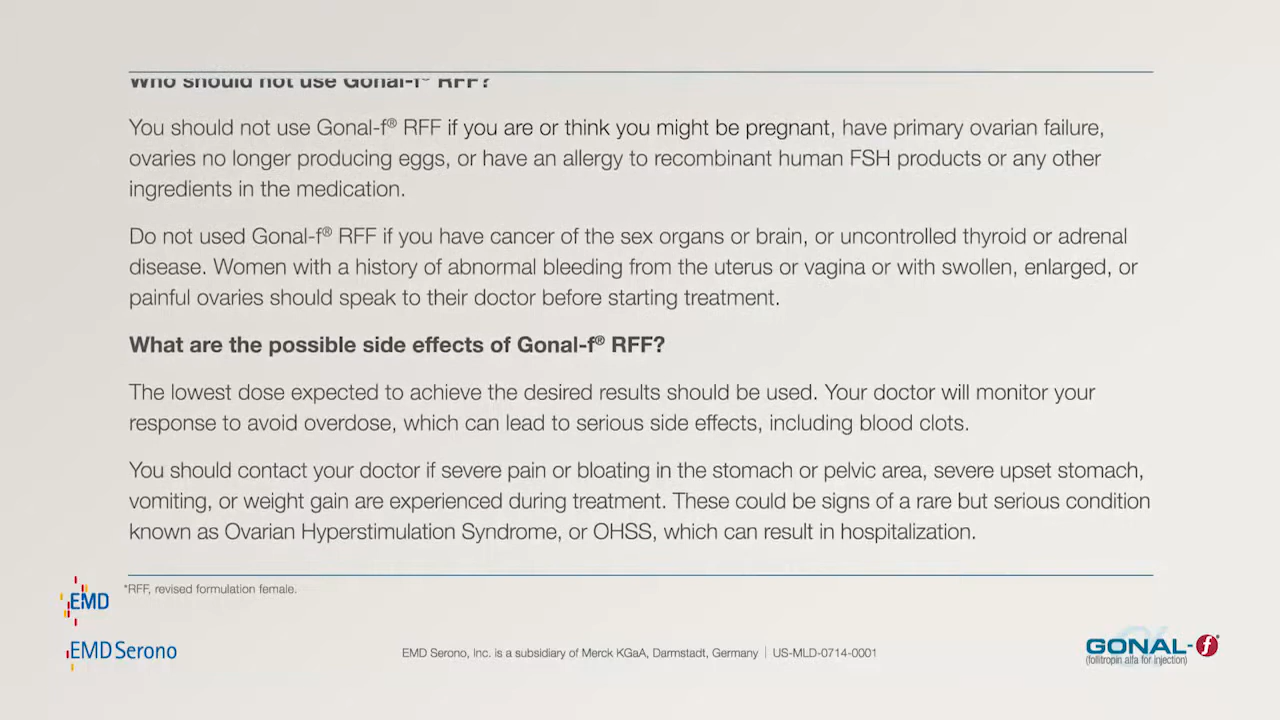 Who should not use Gonal-f® RFF?
You should not use Gonal-f® RFF if you are or think you might be pregnant, have primary ovarian failure,
ovaries no longer producing eggs, or have an allergy to recombinant human FSH products or any other
ingredients in the medication.
Do not used Gonal-f® RFF if you have cancer of the sex organs or brain, or uncontrolled thyroid or adrenal
disease. Women with a history of abnormal bleeding from the uterus or vagina or with swollen, enlarged, or
painful ovaries should speak to their doctor before starting treatment.
What are the possible side effects of Gonal-f® RFF?
The lowest dose expected to achieve the desired results should be used. Your doctor will monitor your
response to avoid overdose, which can lead to serious side effects, including blood clots.
You should contact your doctor if severe pain or bloating in the stomach or pelvic area, severe upset stomach,
vomiting, or weight gain are experienced during treatment. These could be signs of a rare but serious condition
known as Ovarian Hyperstimulation Syndrome, or OHSS, which can result in hospitalization.
*RFF, revised formulation female.
EMD
EMD Serono
EMD Serono, Inc. is a subsidiary of Merck KGaA, Darmstadt, Germany | US-MLD-0714-0001
GONAL-f®
(follitropin alfa for injection)